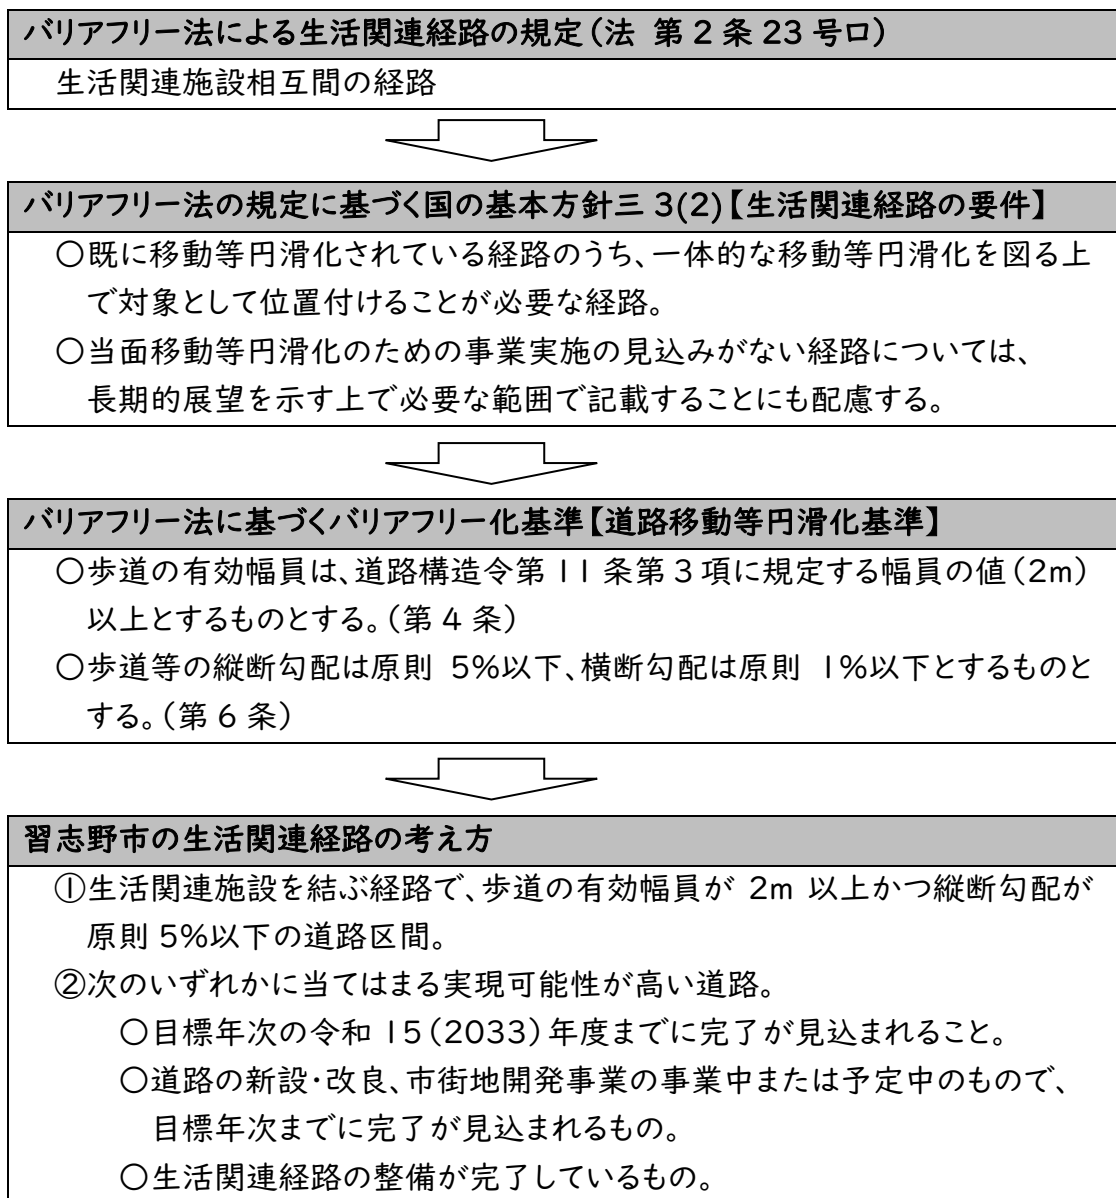 バリアフリー法による生活関連経路の規定(法 第2条23号ロ)
生活関連施設相互間の経路
バリアフリー法の規定に基づく国の基本方針三 3(2)【生活関連経路の要件】
○既に移動等円滑化されている経路のうち、一体的な移動等円滑化を図る上
で対象として位置付けることが必要な経路。
○当面移動等円滑化のための事業実施の見込みがない経路については、
長期的展望を示す上で必要な範囲で記載することにも配慮する。
バリアフリー法に基づくバリアフリー化基準【道路移動等円滑化基準】
○歩道の有効幅員は、道路構造令第11条第3項に規定する幅員の値(2m)
以上とするものとする。(第4条)
○歩道等の縦断勾配は原則 5%以下、横断勾配は原則 1%以下とするものと
する。(第6条)
習志野市の生活関連経路の考え方
①生活関連施設を結ぶ経路で、歩道の有効幅員が 2m 以上かつ縦断勾配が
原則5%以下の道路区間。
②次のいずれかに当てはまる実現可能性が高い道路。
○目標年次の令和 15(2033)年度までに完了が見込まれること。
○道路の新設・改良、市街地開発事業の事業中または予定中のもので、
目標年次までに完了が見込まれるもの。
○生活関連経路の整備が完了しているもの。